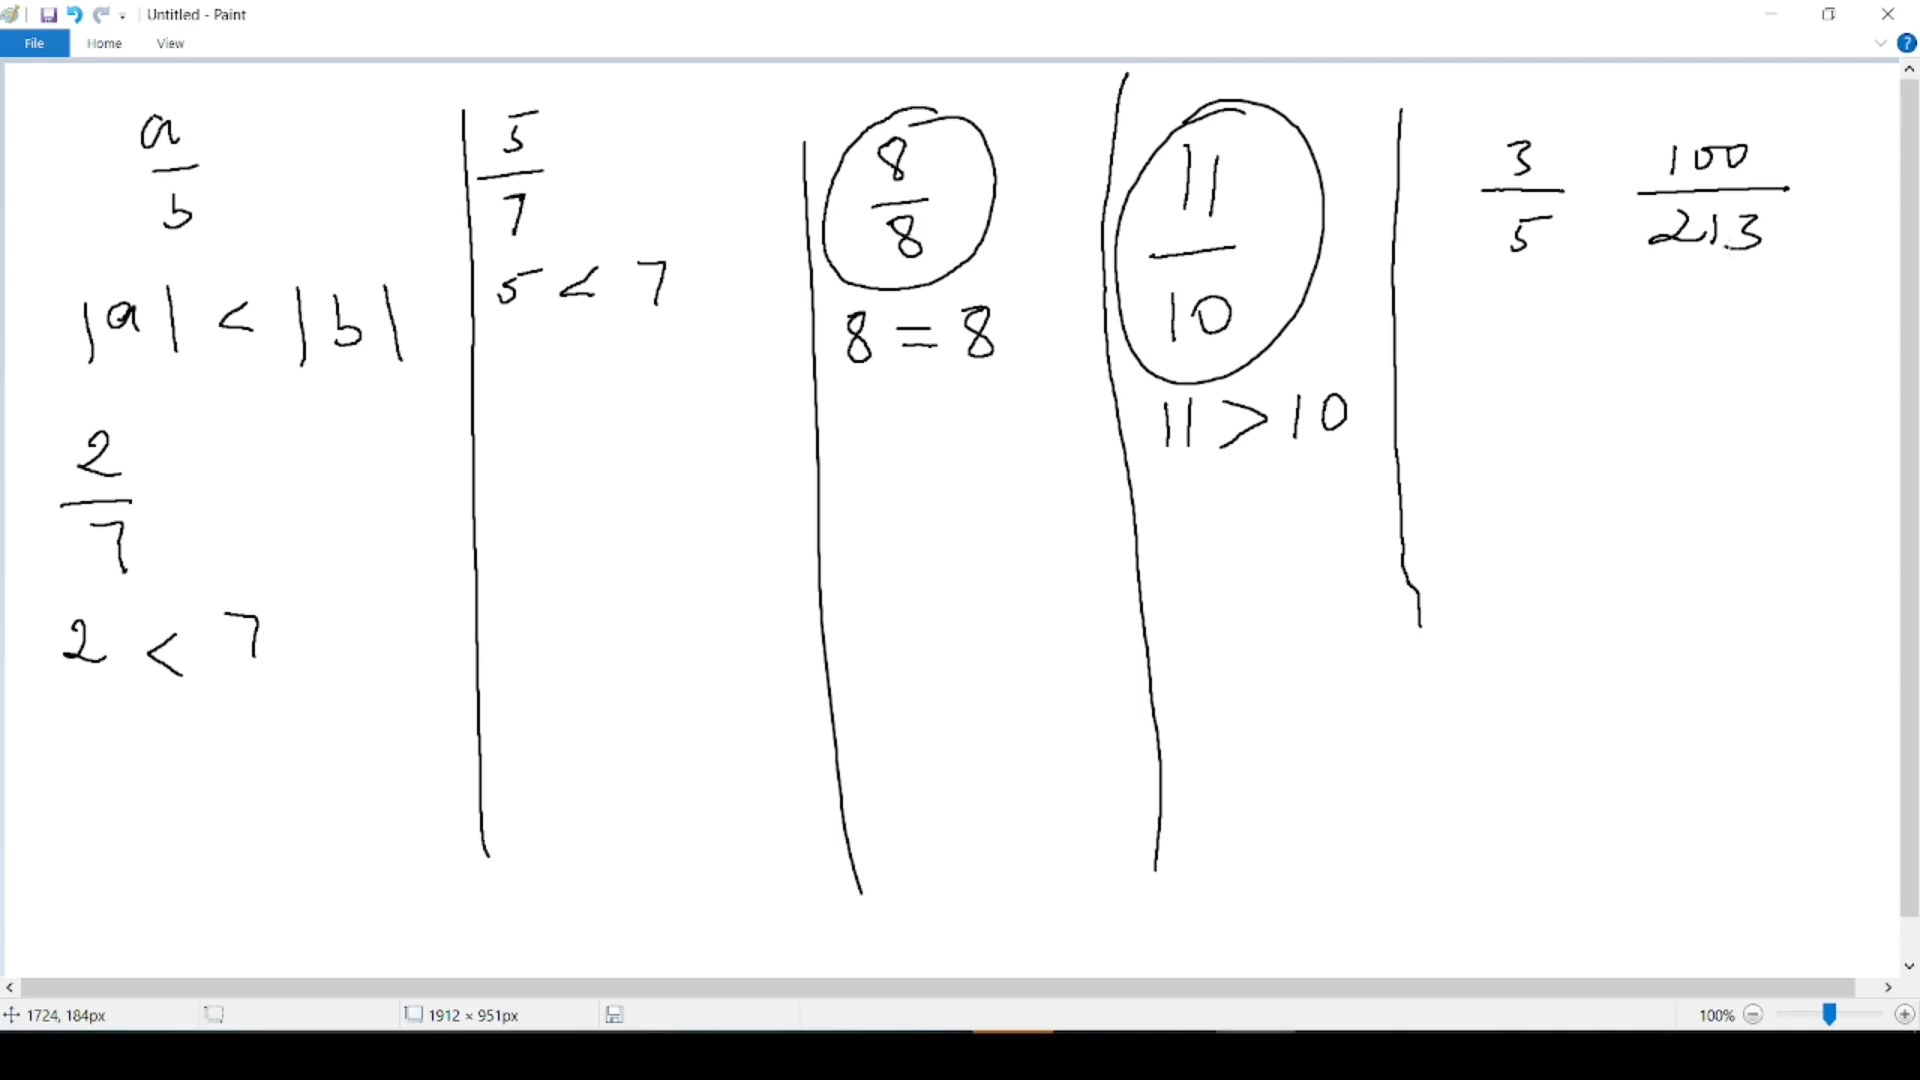 Untitled - Paint
File Home View
a
b
|a| < |b|
2
7
2 < 7
5
7
5 < 7
8
8
8 = 8
11
10
11 > 10
3
5
100
213
1724, 184px 1912 × 951px 100%